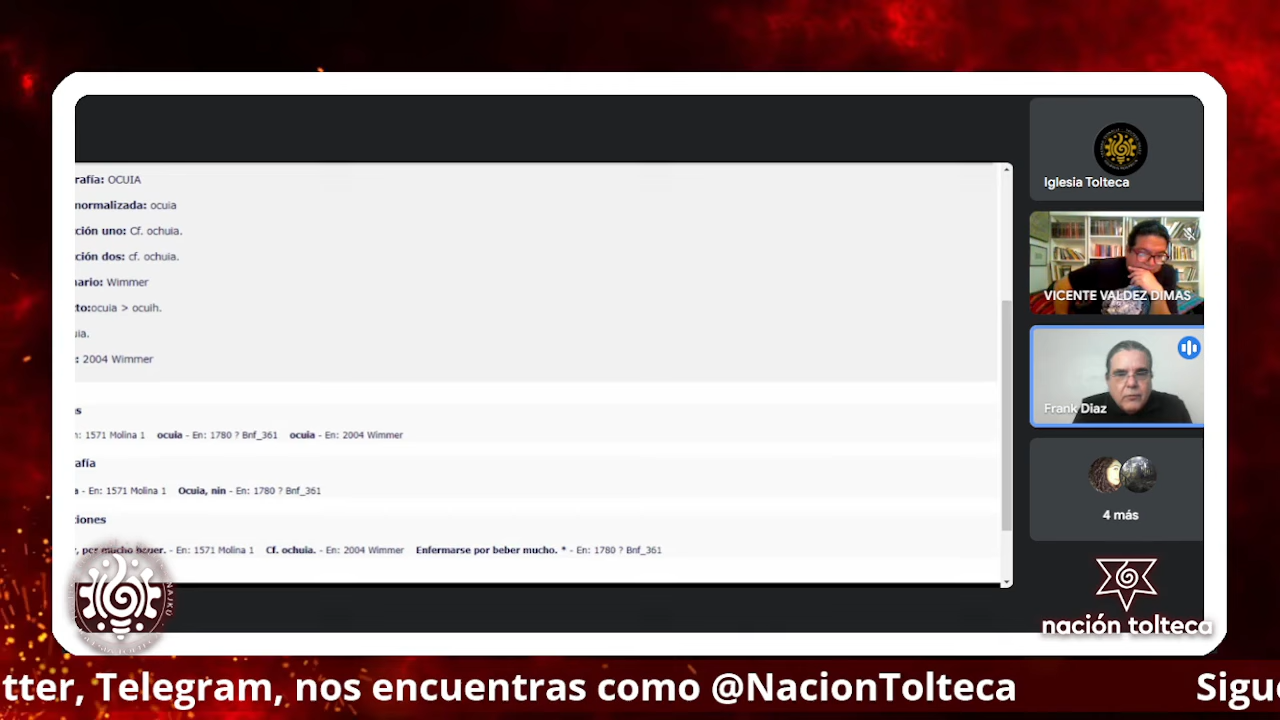 rafía: OCUIA
normalizada: ocuia
ción uno: Cf. ochuia.
ción dos: cf. ochuia.
nario: Wimmer
to:ocuia > ocuih.
uia.
: 2004 Wimmer
s
n: 1571 Molina 1 ocuia - En: 1780 ? Bnf_361 ocuia - En: 2004 Wimmer
afía
a - En: 1571 Molina 1 Ocuia, nin - En: 1780 ? Bnf_361
ciones
por mucho beuer. - En: 1571 Molina 1 Cf. ochuia. - En: 2004 Wimmer Enfermarse por beber mucho. * - En: 1780 ? Bnf_361
Iglesia Tolteca
VICENTE VALDEZ DIMAS
Frank Diaz
4 más
nación tolteca
tter, Telegram, nos encuentras como @NacionTolteca Sigue